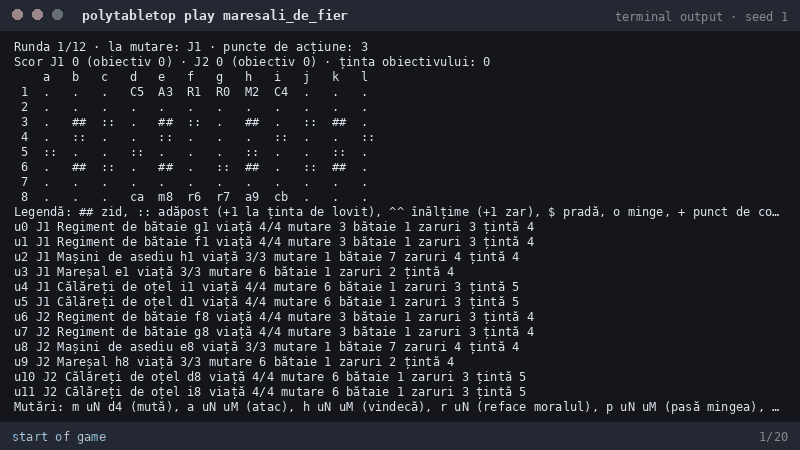 polytabletop play maresali_de_fier
terminal output · seed 1
Runda 1/12 · la mutare: J1 · puncte de acțiune: 3
Scor J1 0 (obiectiv 0) · J2 0 (obiectiv 0) · ținta obiectivului: 0
a b c d e f g h i j k l
1 . . . C5 A3 R1 R0 M2 C4 . . .
2 . . . . . . . . . . . .
3 . ## :: . ## :: . ## . :: ## .
4 . :: . . :: . . . :: . . ::
5 :: . . :: . . . :: . . :: .
6 . ## :: . ## . :: ## . :: ## .
7 . . . . . . . . . . . .
8 . . . ca m8 r6 r7 a9 cb . . .
Legendă: ## zid, :: adăpost (+1 la ținta de lovit), ^^ înălțime (+1 zar), $ pradă, o minge, + punct de co…
u0 J1 Regiment de bătaie g1 viață 4/4 mutare 3 bătaie 1 zaruri 3 țintă 4
u1 J1 Regiment de bătaie f1 viață 4/4 mutare 3 bătaie 1 zaruri 3 țintă 4
u2 J1 Mașini de asediu h1 viață 3/3 mutare 1 bătaie 7 zaruri 4 țintă 4
u3 J1 Mareșal e1 viață 3/3 mutare 6 bătaie 1 zaruri 2 țintă 4
u4 J1 Călăreți de oțel i1 viață 4/4 mutare 6 bătaie 1 zaruri 3 țintă 5
u5 J1 Călăreți de oțel d1 viață 4/4 mutare 6 bătaie 1 zaruri 3 țintă 5
u6 J2 Regiment de bătaie f8 viață 4/4 mutare 3 bătaie 1 zaruri 3 țintă 4
u7 J2 Regiment de bătaie g8 viață 4/4 mutare 3 bătaie 1 zaruri 3 țintă 4
u8 J2 Mașini de asediu e8 viață 3/3 mutare 1 bătaie 7 zaruri 4 țintă 4
u9 J2 Mareșal h8 viață 3/3 mutare 6 bătaie 1 zaruri 2 țintă 4
u10 J2 Călăreți de oțel d8 viață 4/4 mutare 6 bătaie 1 zaruri 3 țintă 5
u11 J2 Călăreți de oțel i8 viață 4/4 mutare 6 bătaie 1 zaruri 3 țintă 5
Mutări: m uN d4 (mută), a uN uM (atac), h uN uM (vindecă), r uN (reface moralul), p uN uM (pasă mingea), …
start of game
1/20